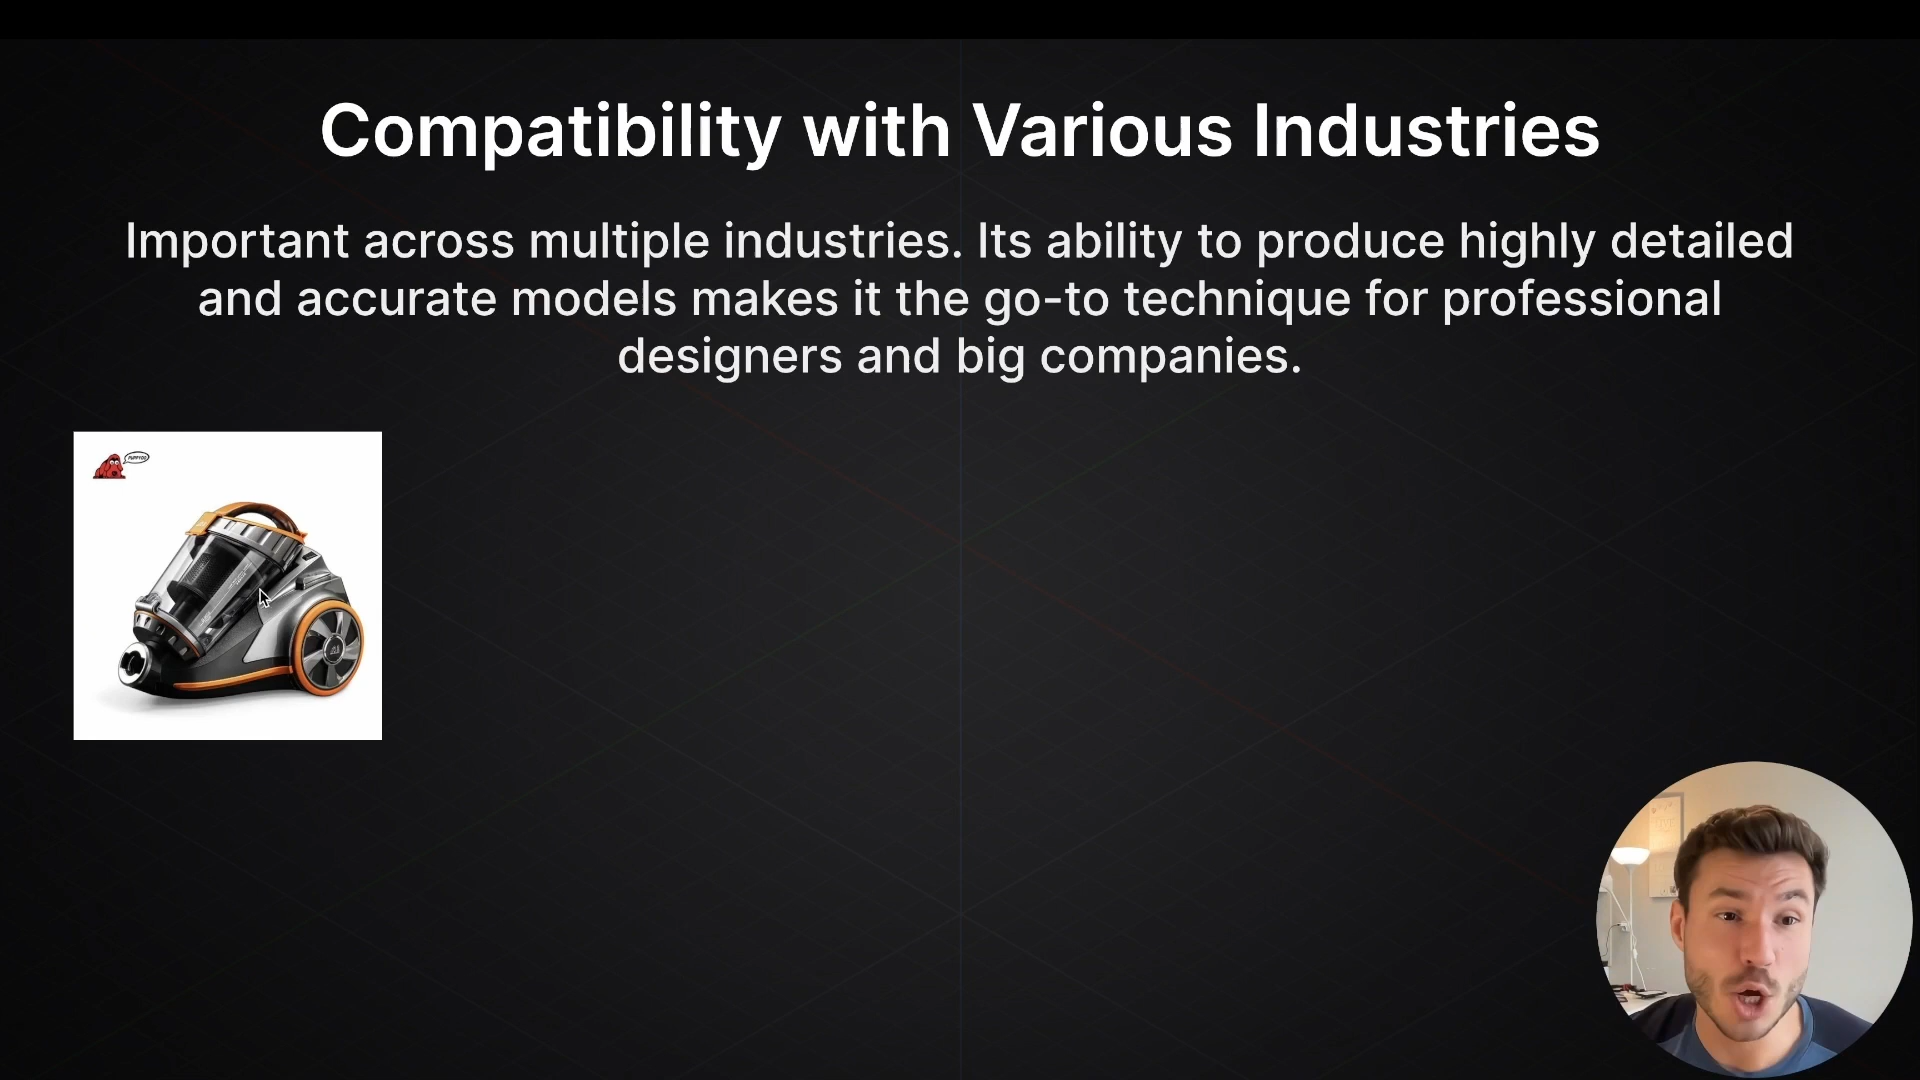 Compatibility with Various Industries
Important across multiple industries. Its ability to produce highly detailed
and accurate models makes it the go-to technique for professional
designers and big companies.